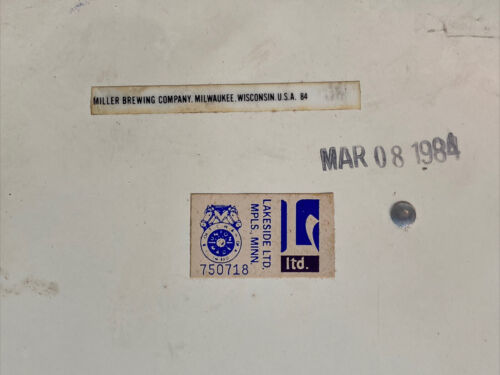 MILLER BREWING COMPANY, MILWAUKEE, WISCONSIN, U.S.A. 84
MAR 08 1984
LAKESIDE LTD.
MPLS. MINN.
750718
ltd.